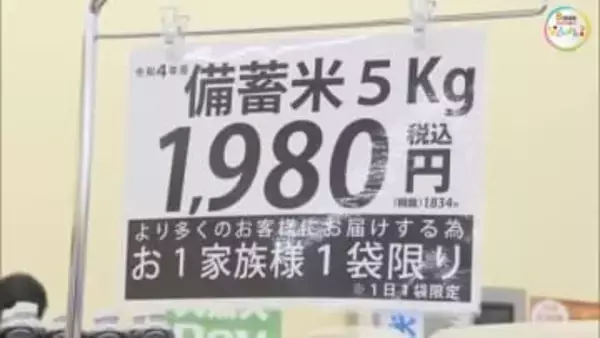 令和4年産
備蓄米5Kg
1,980円
税込
(税抜)1834円
より多くのお客様にお届けする為
お1家族様1袋限り
※1日1袋限定
米